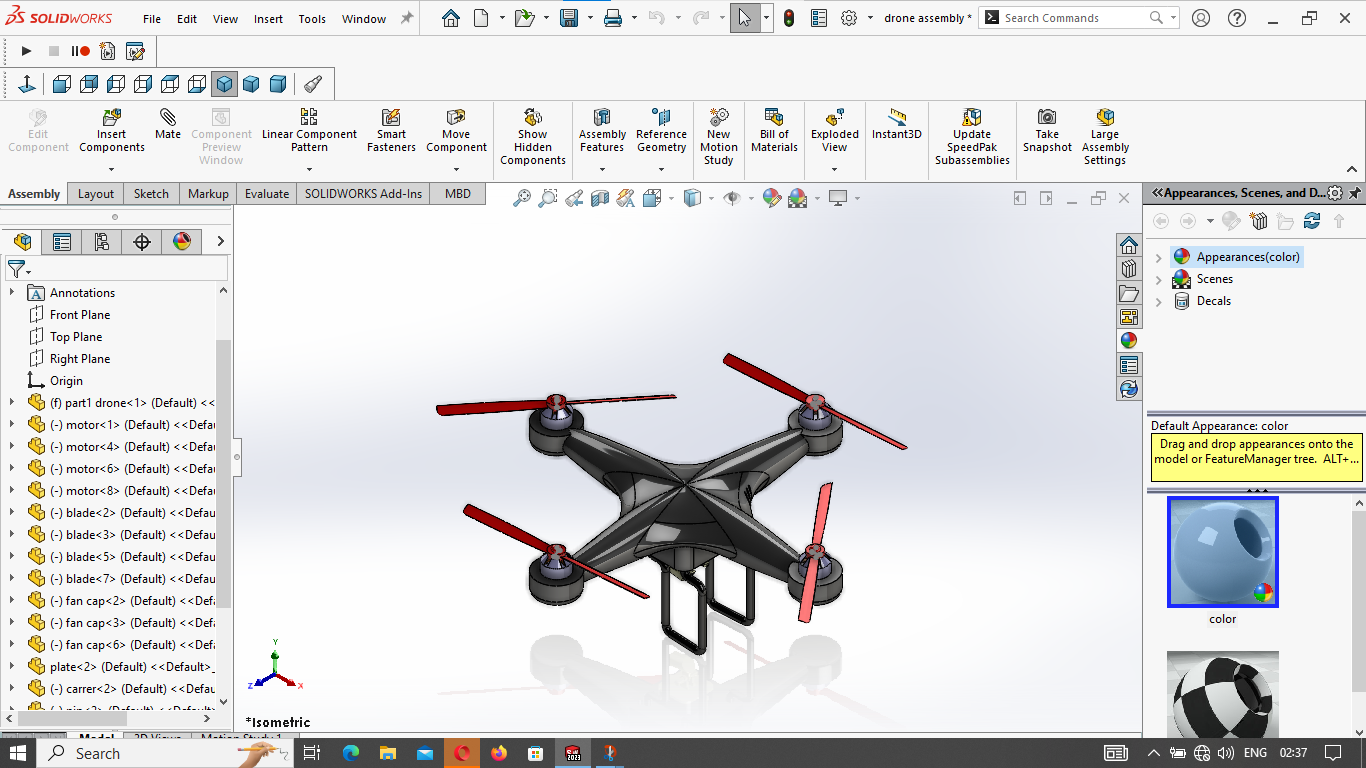 SOLIDWORKS File Edit View Insert Tools Window drone assembly * Search Commands
Edit Component
Insert Components
Mate
Component Preview Window
Linear Component Pattern
Smart Fasteners
Move Component
Show Hidden Components
Assembly Features
Reference Geometry
New Motion Study
Bill of Materials
Exploded View
Instant3D
Update SpeedPak Subassemblies
Take Snapshot
Large Assembly Settings
Assembly Layout Sketch Markup Evaluate SOLIDWORKS Add-Ins MBD
Annotations
Front Plane
Top Plane
Right Plane
Origin
(f) part1 drone<1> (Default) <<
(-) motor<1> (Default) <<Defau
(-) motor<4> (Default) <<Defau
(-) motor<6> (Default) <<Defau
(-) motor<8> (Default) <<Defau
(-) blade<2> (Default) <<Defau
(-) blade<3> (Default) <<Defau
(-) blade<5> (Default) <<Defau
(-) blade<7> (Default) <<Defau
(-) fan cap<2> (Default) <<Defa
(-) fan cap<3> (Default) <<Defa
(-) fan cap<6> (Default) <<Defa
plate<2> (Default) <<Default>_
(-) carrer<2> (Default) <<Defau
Y
Z
X
*Isometric
Model 3D Views Motion Study 1
Appearances, Scenes, and D...
Appearances(color)
Scenes
Decals
Default Appearance: color
Drag and drop appearances onto the
model or FeatureManager tree. ALT+...
color
Search
2023
ENG 02:37